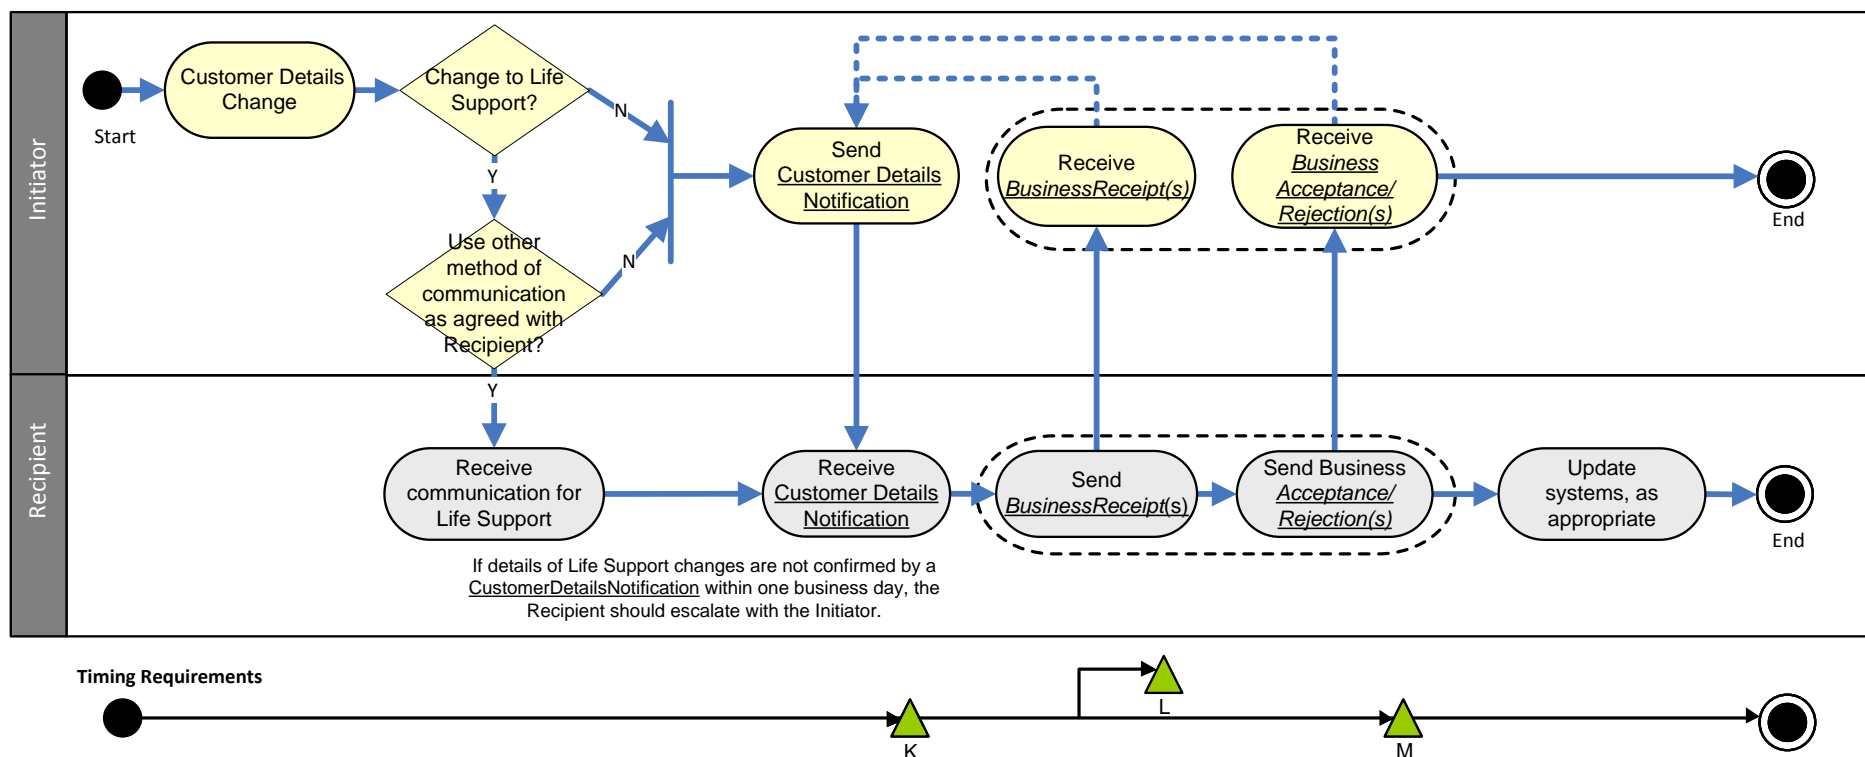 Initiator
Start
Customer Details
Change
Change to Life
Support?
N
Y
Use other
method of
communication
as agreed with
Recipient?
N
Y
Send
Customer Details
Notification
Receive
BusinessReceipt(s)
Receive
Business
Acceptance/
Rejection(s)
End
Recipient
Receive
communication for
Life Support
Receive
Customer Details
Notification
Send
BusinessReceipt(s)
Send Business
Acceptance/
Rejection(s)
Update
systems, as
appropriate
End
If details of Life Support changes are not confirmed by a
CustomerDetailsNotification within one business day, the
Recipient should escalate with the Initiator.
Timing Requirements
K
L
M